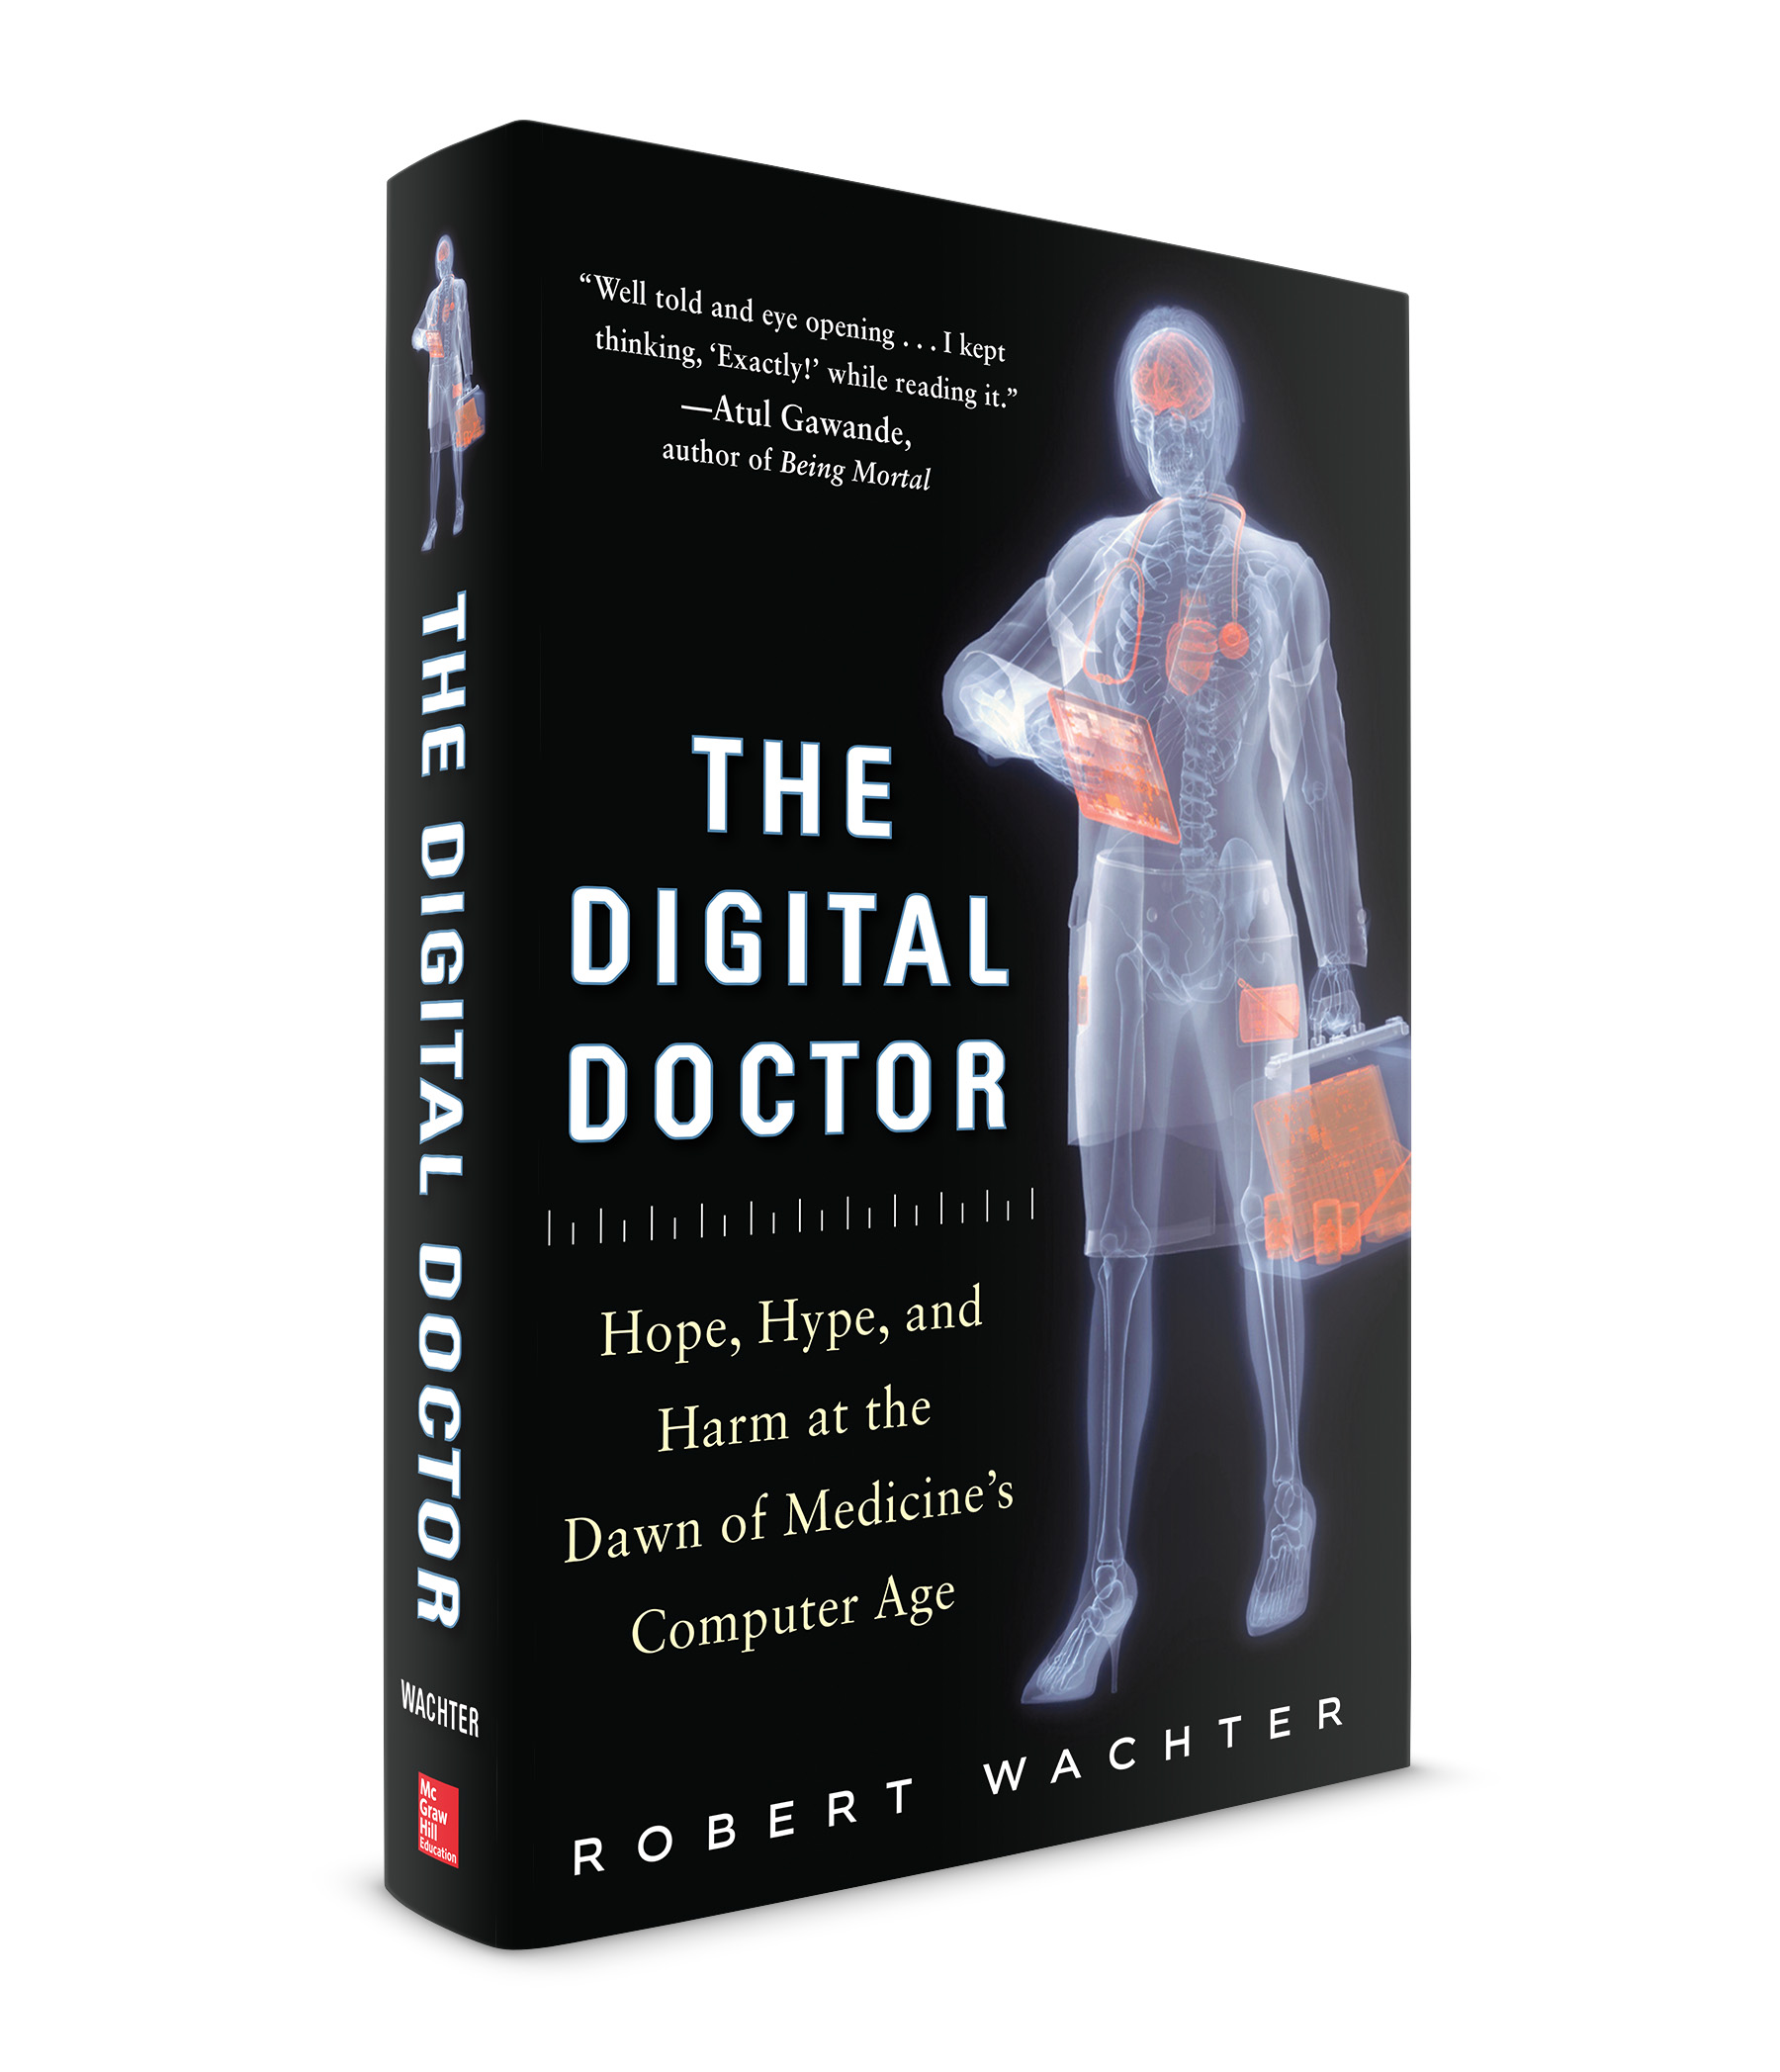 “Well told and eye opening . . . I kept
thinking, ‘Exactly!’ while reading it.”
—Atul Gawande,
author of Being Mortal
THE
DIGITAL
DOCTOR
Hope, Hype, and
Harm at the
Dawn of Medicine’s
Computer Age
ROBERT WACHTER
THE DIGITAL DOCTOR
WACHTER
Mc
Graw
Hill
Education